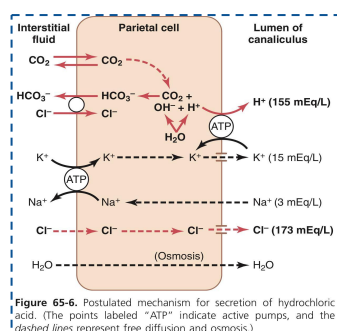 Interstitial fluid
Parietal cell
Lumen of canaliculus
CO₂ CO₂
HCO₃⁻ HCO₃⁻ CO₂ +
OH⁻ + H⁺ H⁺ (155 mEq/L)
Cl⁻ Cl⁻
H₂O
ATP
K⁺ K⁺ K⁺ K⁺ (15 mEq/L)
ATP
Na⁺ Na⁺ Na⁺ (3 mEq/L)
Cl⁻ Cl⁻ Cl⁻ Cl⁻ (173 mEq/L)
(Osmosis)
H₂O H₂O
Figure 65-6. Postulated mechanism for secretion of hydrochloric
acid. (The points labeled "ATP" indicate active pumps, and the
dashed lines represent free diffusion and osmosis.)